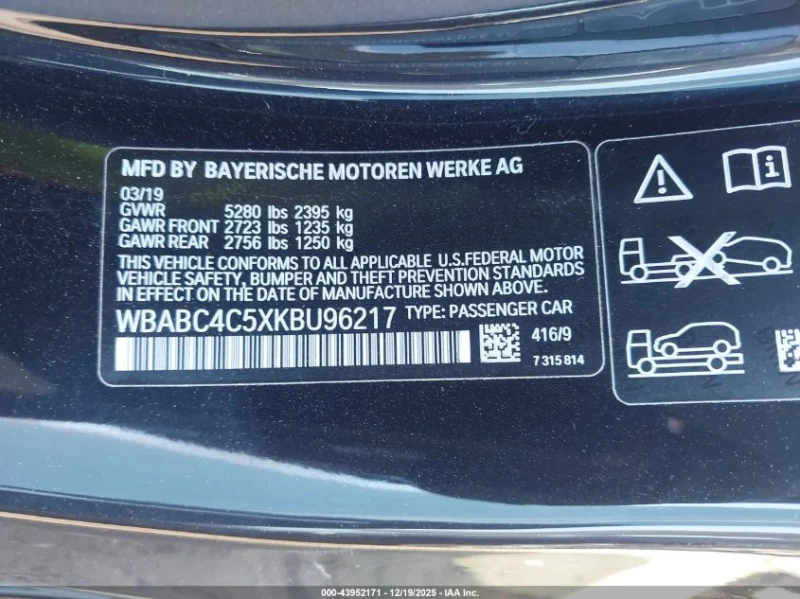 MFD BY BAYERISCHE MOTOREN WERKE AG
03/19
GVWR 5280 lbs 2395 kg
GAWR FRONT 2723 lbs 1235 kg
GAWR REAR 2756 lbs 1250 kg
THIS VEHICLE CONFORMS TO ALL APPLICABLE U.S.FEDERAL MOTOR
VEHICLE SAFETY, BUMPER AND THEFT PREVENTION STANDARDS
IN EFFECT ON THE DATE OF MANUFACTURE SHOWN ABOVE.
WBABC4C5XKBU96217 TYPE: PASSENGER CAR
416/9
7 315 814
#000-43952171 | 12/19/2025 - IAA Inc.